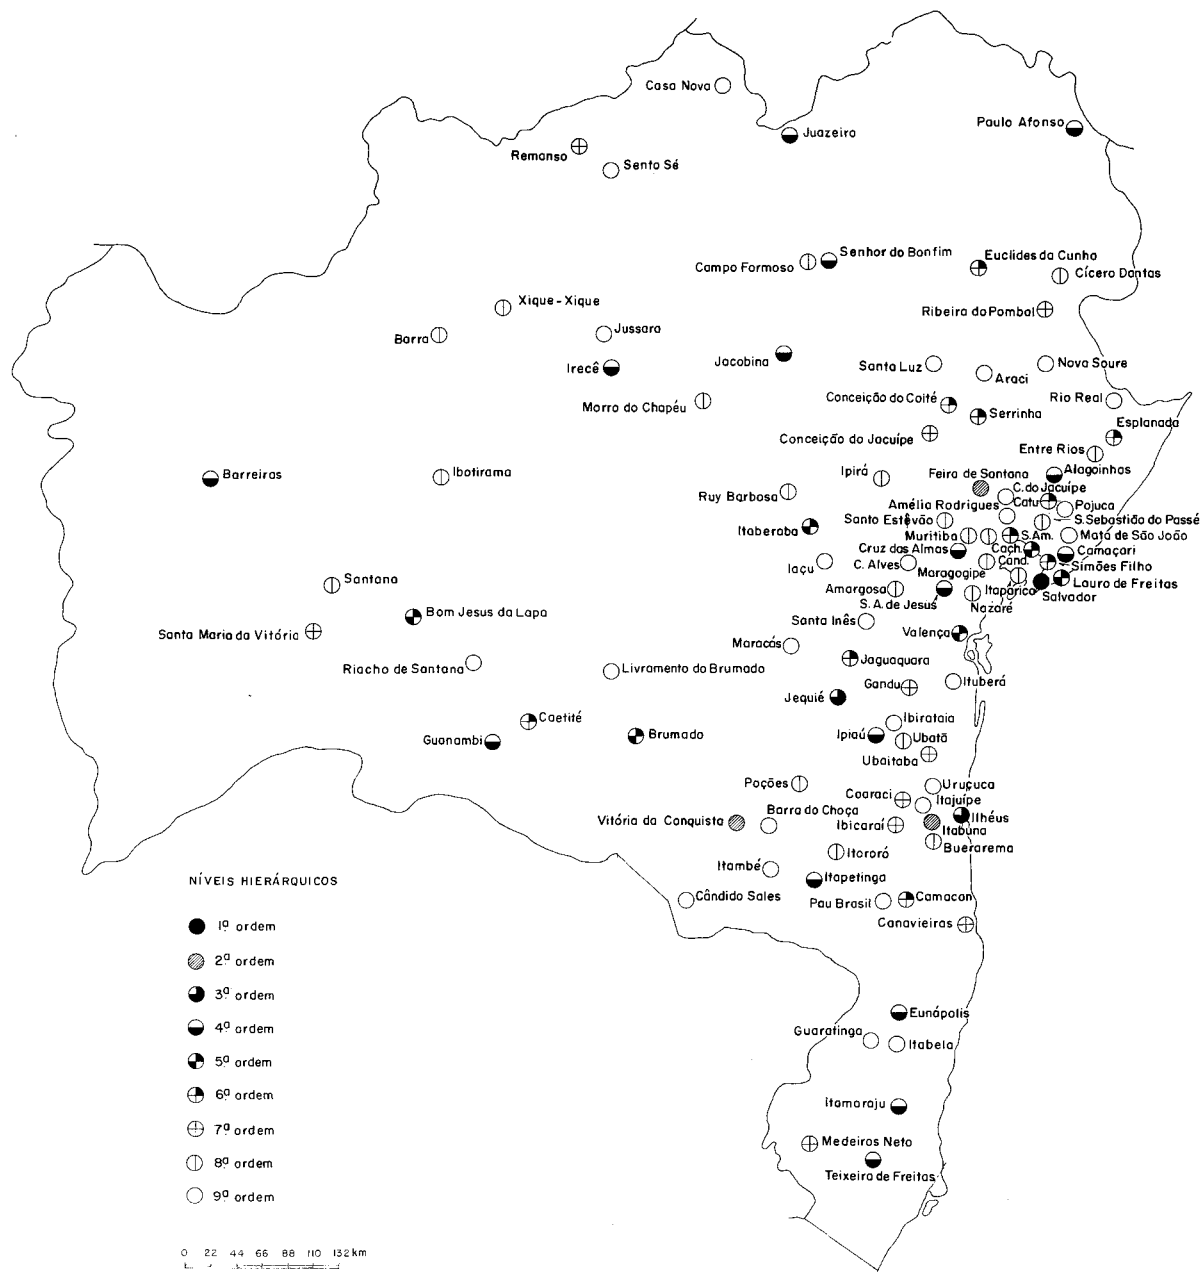 Casa Nova
Juazeiro
Paulo Afonso
Remanso
Sento Sé
Campo Formoso
Senhor do Bonfim
Euclides da Cunha
Cícero Dantas
Xique-Xique
Ribeira do Pombal
Barra
Jussara
Irecê
Jacobina
Santa Luz
Araci
Nova Soure
Morro do Chapéu
Conceição do Coité
Serrinha
Rio Real
Esplanada
Conceição do Jacuípe
Entre Rios
Barreiras
Ibotirama
Ipirá
Feira de Santana
Alagoinhas
Ruy Barbosa
C. do Jacuípe
Amélia Rodrigues
Catu
Pojuca
Itaberaba
Santo Estêvão
S. Sebastião do Passé
Muritiba
S. Am.
Mata de São João
Cruz das Almas
Cach.
Camaçari
Iaçu
C. Alves
Cand.
Simões Filho
Maragogipe
Lauro de Freitas
Santana
Amargosa
Itaparica
Salvador
S. A. de Jesus
Nazaré
Bom Jesus da Lapa
Santa Inês
Santa Maria da Vitória
Valença
Maracás
Riacho de Santana
Livramento do Brumado
Jaguaquara
Gandu
Ituberá
Jequié
Caetité
Ibirataia
Guanambi
Brumado
Ipiaú
Ubatã
Ubaitaba
Poções
Uruçuca
Coaraci
Itajuípe
Barra do Choça
Vitória da Conquista
Ibicaraí
Ilhéus
Itabuna
Buerarema
Itororó
Itambé
Itapetinga
Cândido Sales
Pau Brasil
Camacan
Canavieiras
Eunápolis
Guaratinga
Itabela
Itamaraju
Medeiros Neto
Teixeira de Freitas
NÍVEIS HIERÁRQUICOS
1ª ordem
2ª ordem
3ª ordem
4ª ordem
5ª ordem
6ª ordem
7ª ordem
8ª ordem
9ª ordem
0 22 44 66 88 110 132 km